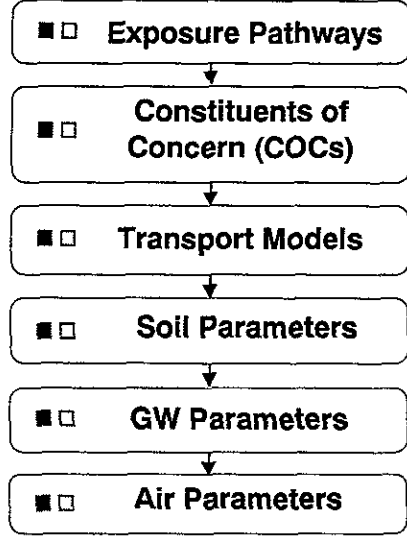 Exposure Pathways
Constituents of
Concern (COCs)
Transport Models
Soil Parameters
GW Parameters
Air Parameters